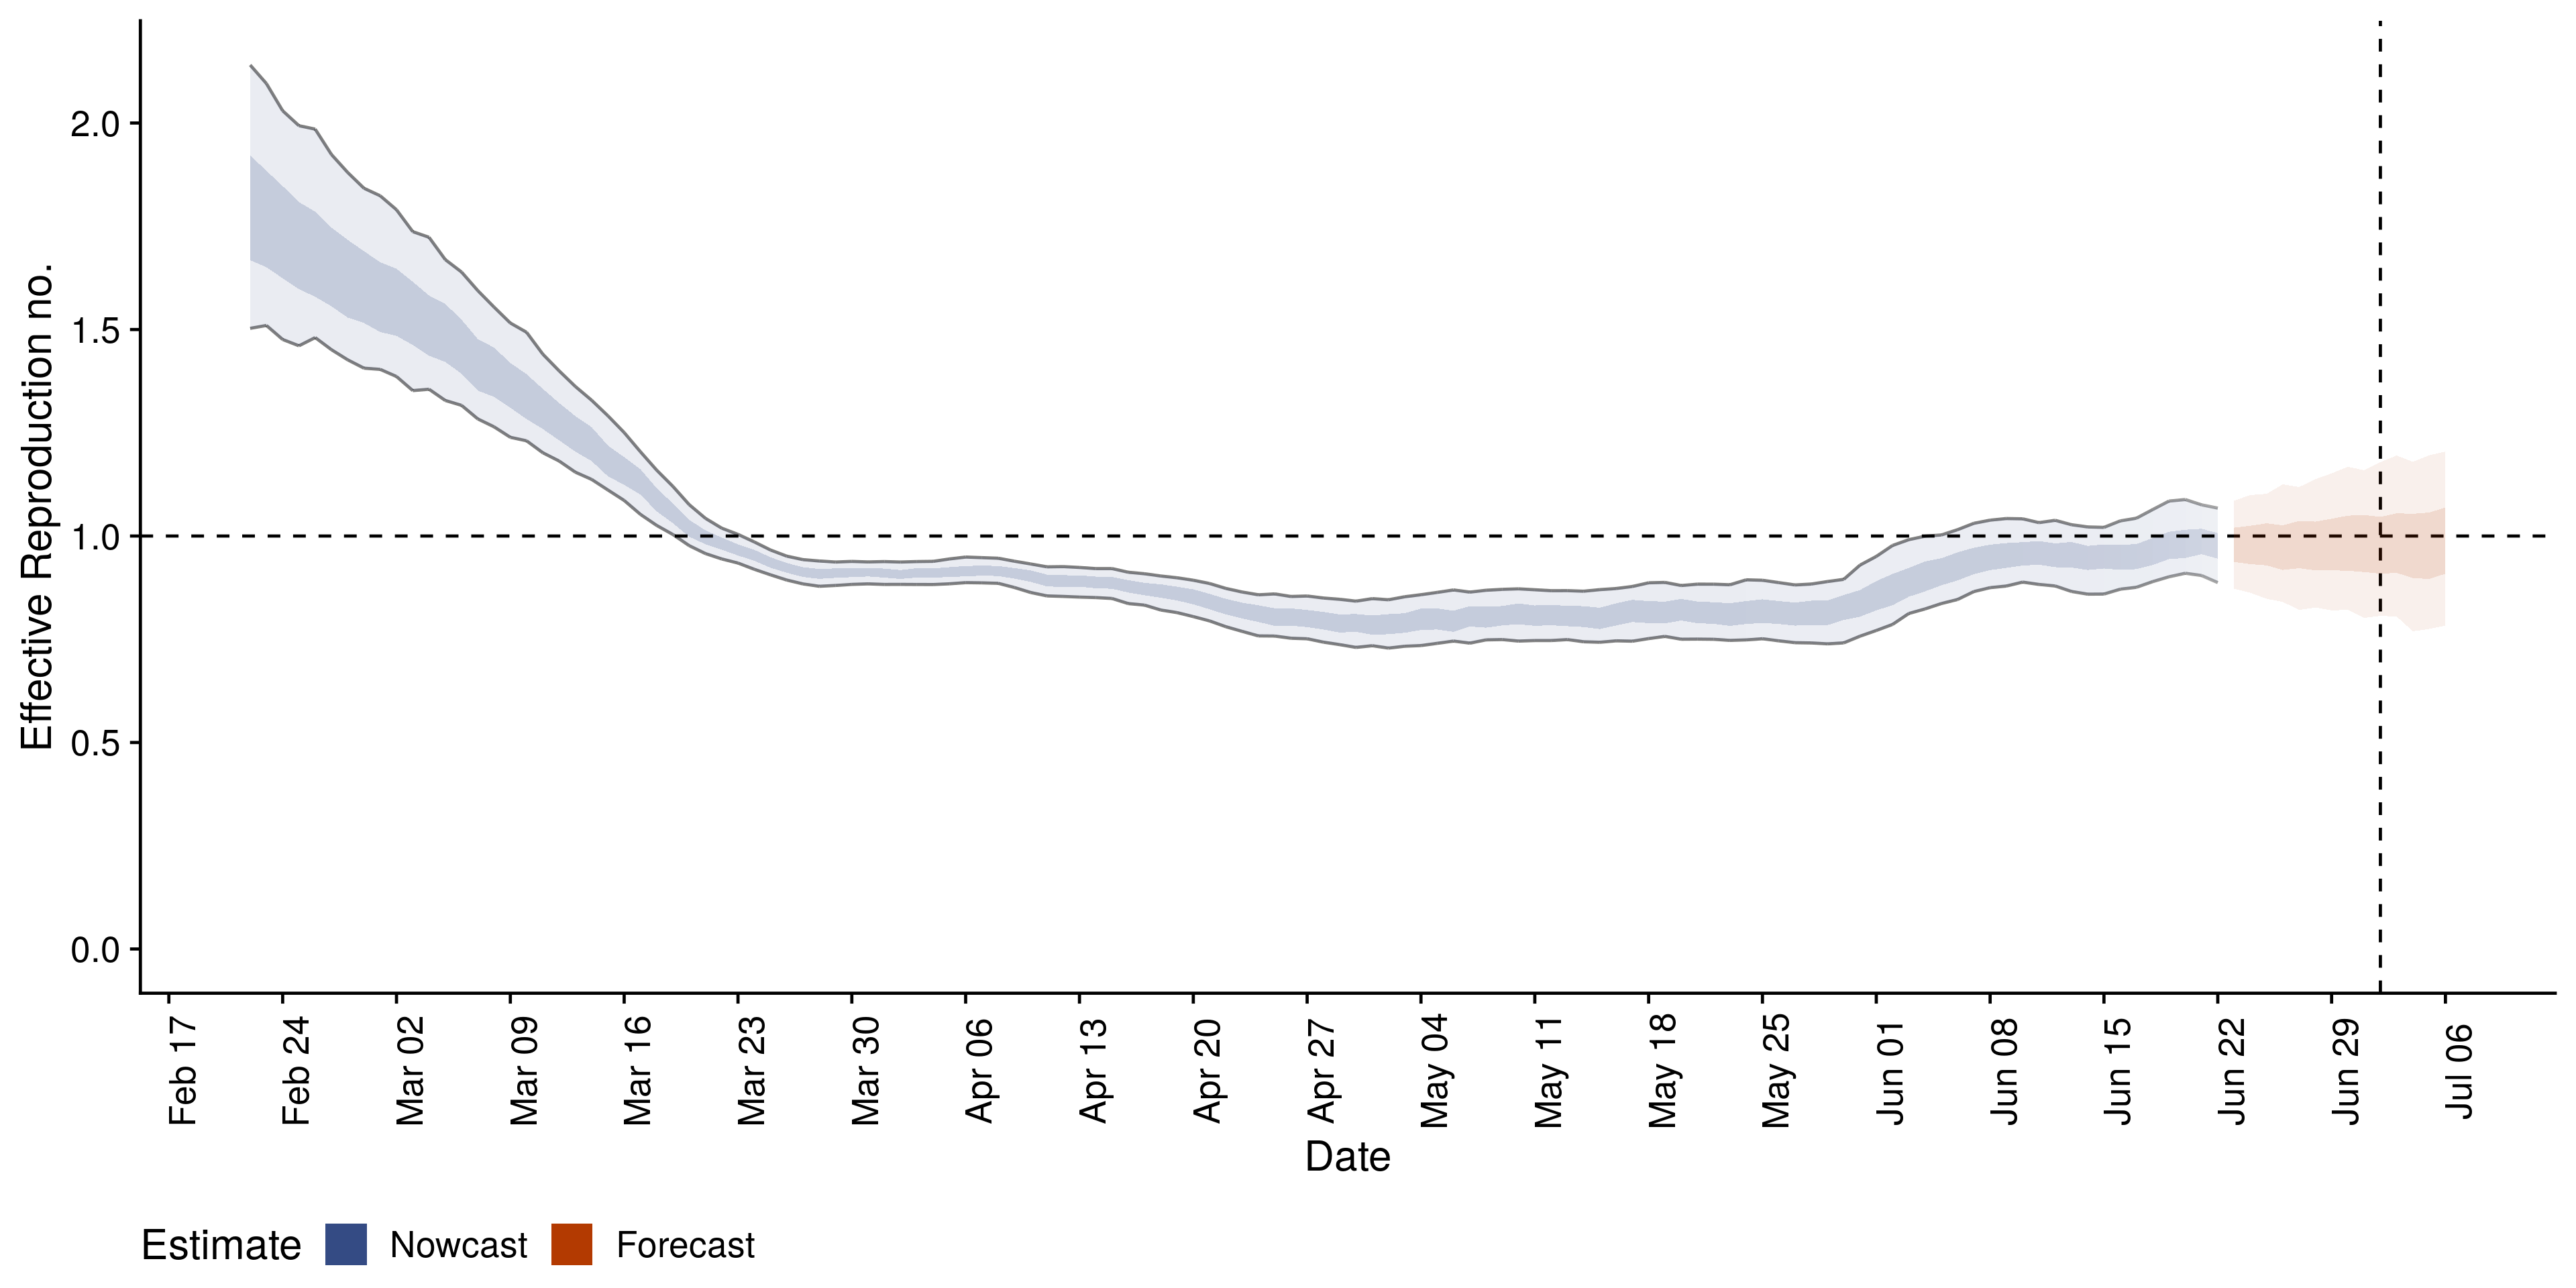 Effective Reproduction no.
2.0
1.5
1.0
0.5
0.0
Feb 17
Feb 24
Mar 02
Mar 09
Mar 16
Mar 23
Mar 30
Apr 06
Apr 13
Apr 20
Apr 27
May 04
May 11
May 18
May 25
Jun 01
Jun 08
Jun 15
Jun 22
Jun 29
Jul 06
Date
Estimate Nowcast Forecast